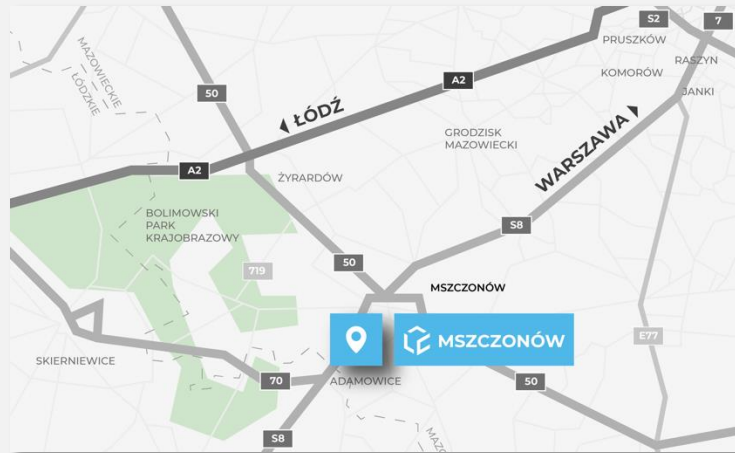 S2
7
PRUSZKÓW
RASZYN
MAZOWIECKIE
ŁÓDZKIE
KOMORÓW
A2
50
JANKI
ŁÓDŹ
GRODZISK
MAZOWIECKI
WARSZAWA
A2
ŻYRARDÓW
BOLIMOWSKI
PARK
KRAJOBRAZOWY
S8
50
719
MSZCZONÓW
E77
MSZCZONÓW
SKIERNIEWICE
70
ADAMOWICE
50
S8
MAZO